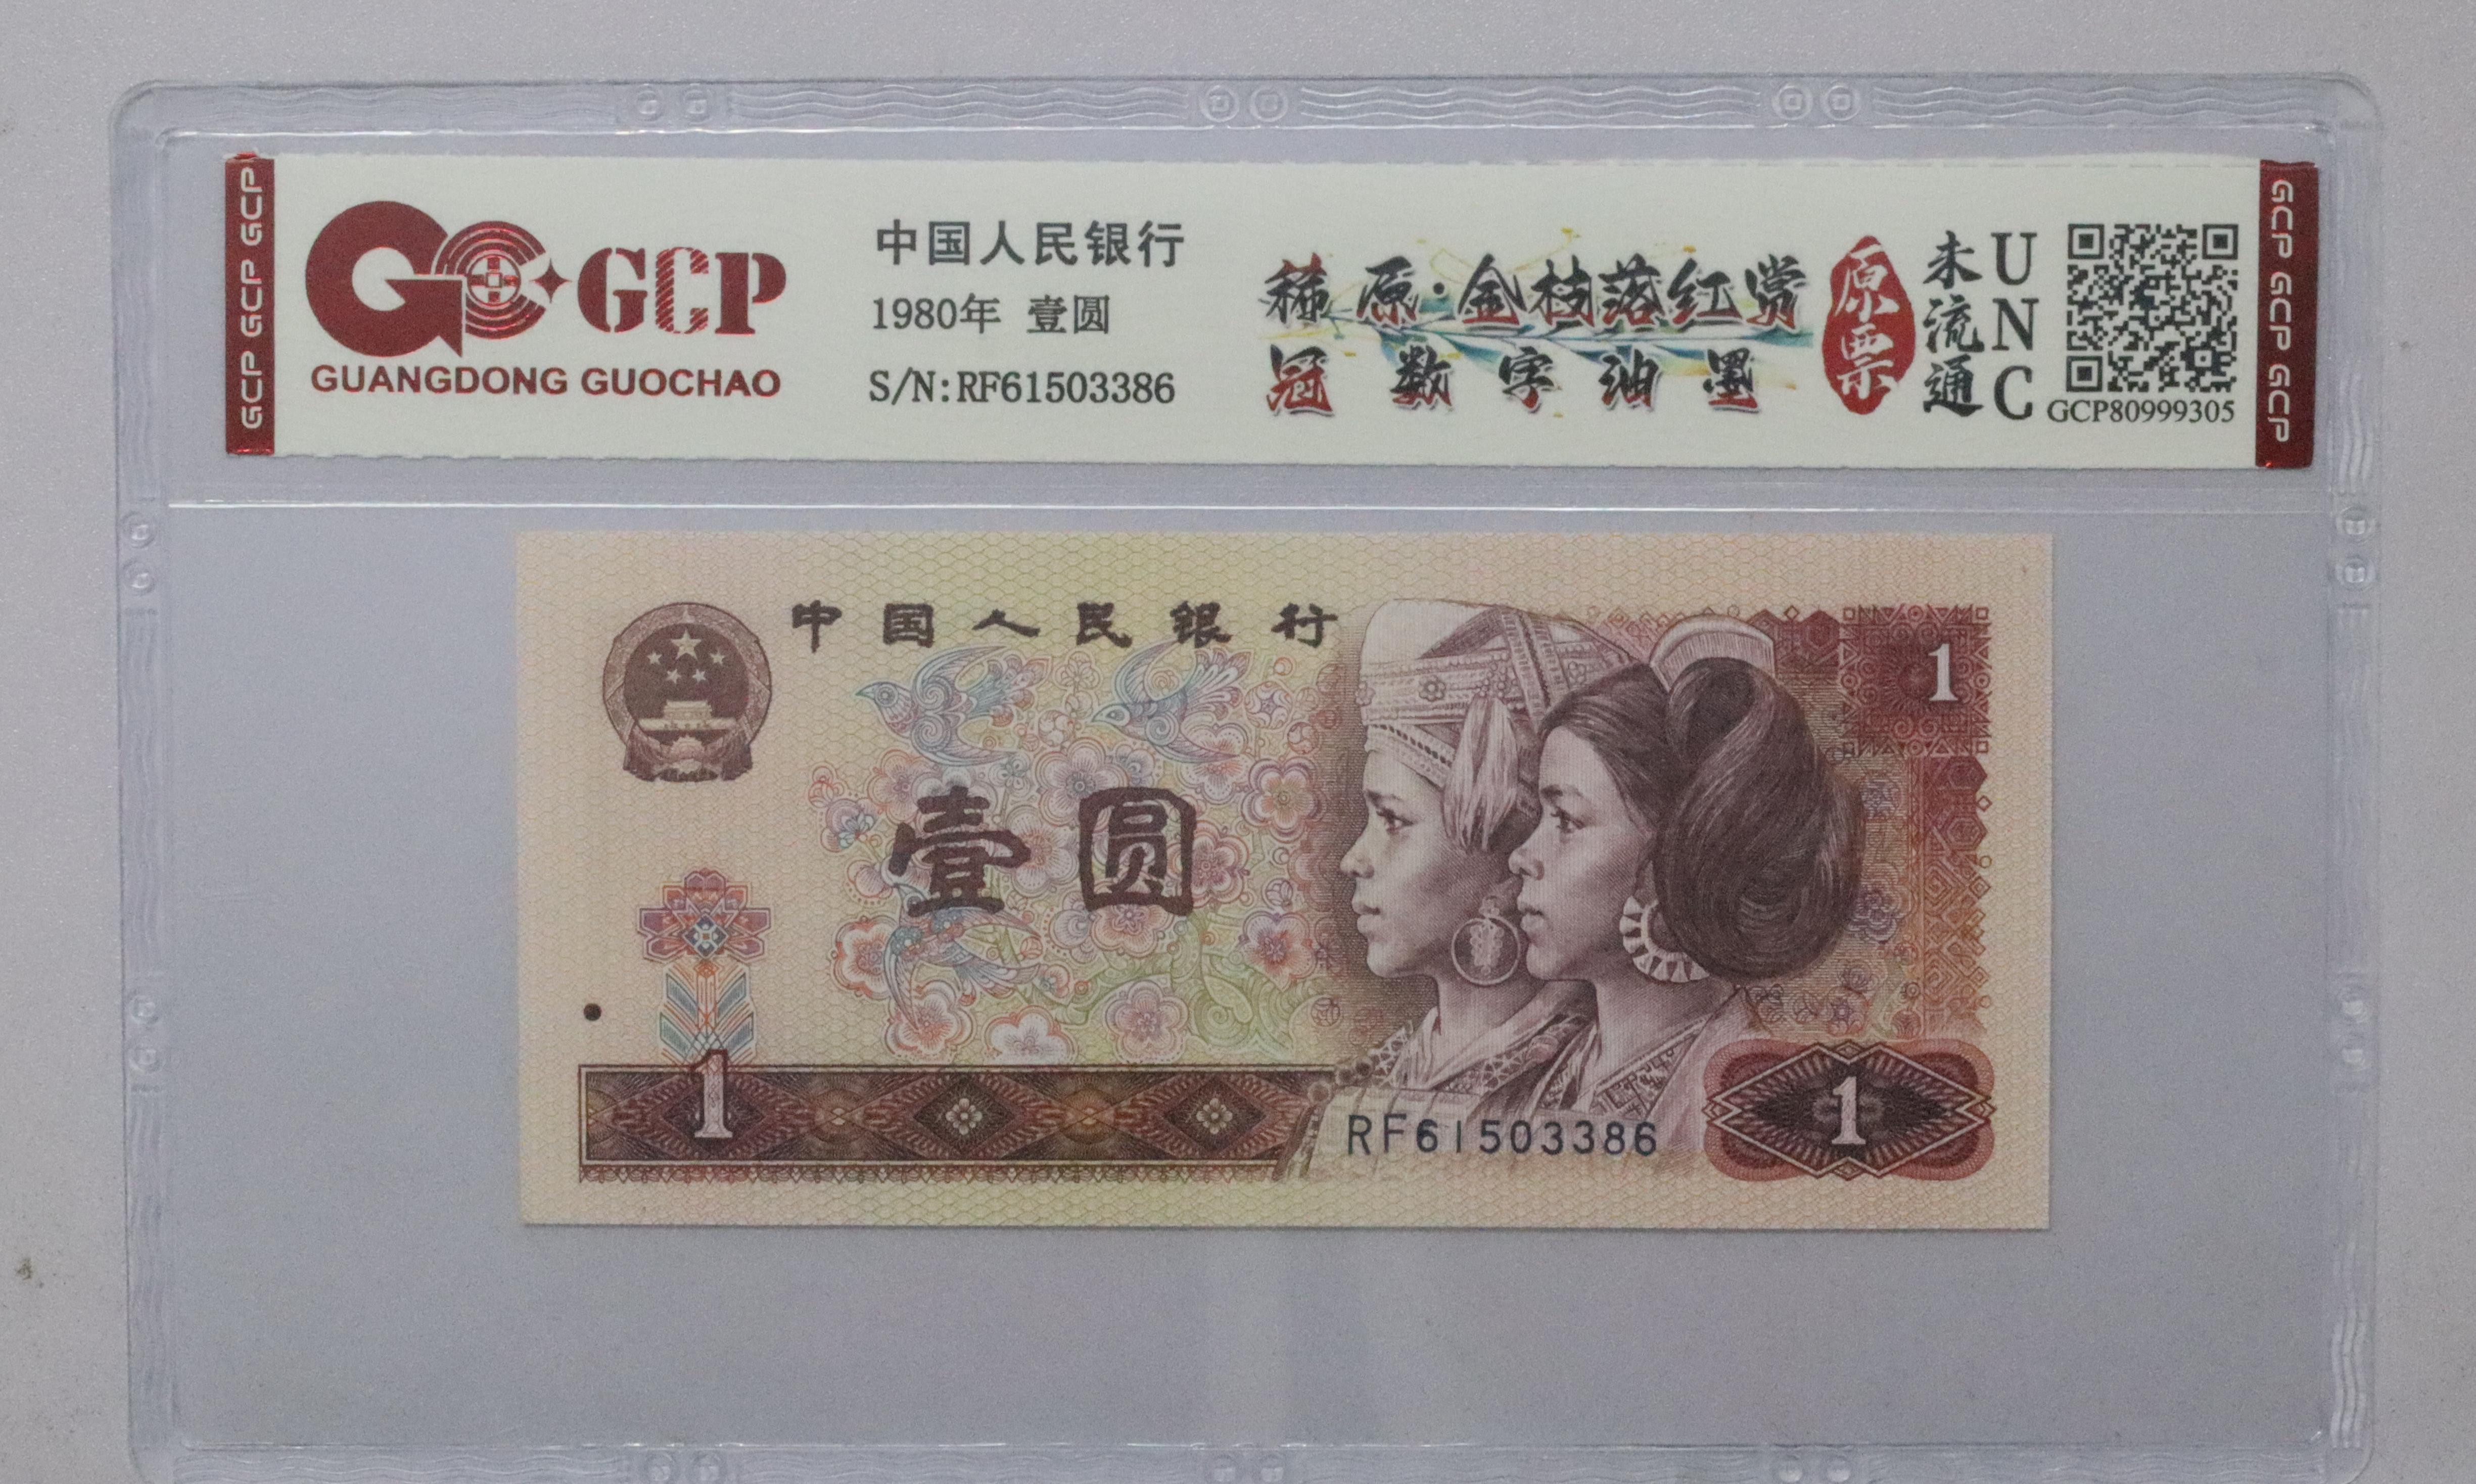 GCP GCP GCP
GCP
GUANGDONG GUOCHAO
中国人民银行
1980年 壹圆
S/N:RF61503386
稀原·金枝落红赏
冠数字油墨
原票
未流通
UNC
GCP80999305
GCP GCP GCP
中国人民银行
1
壹圆
1
RF61503386
1